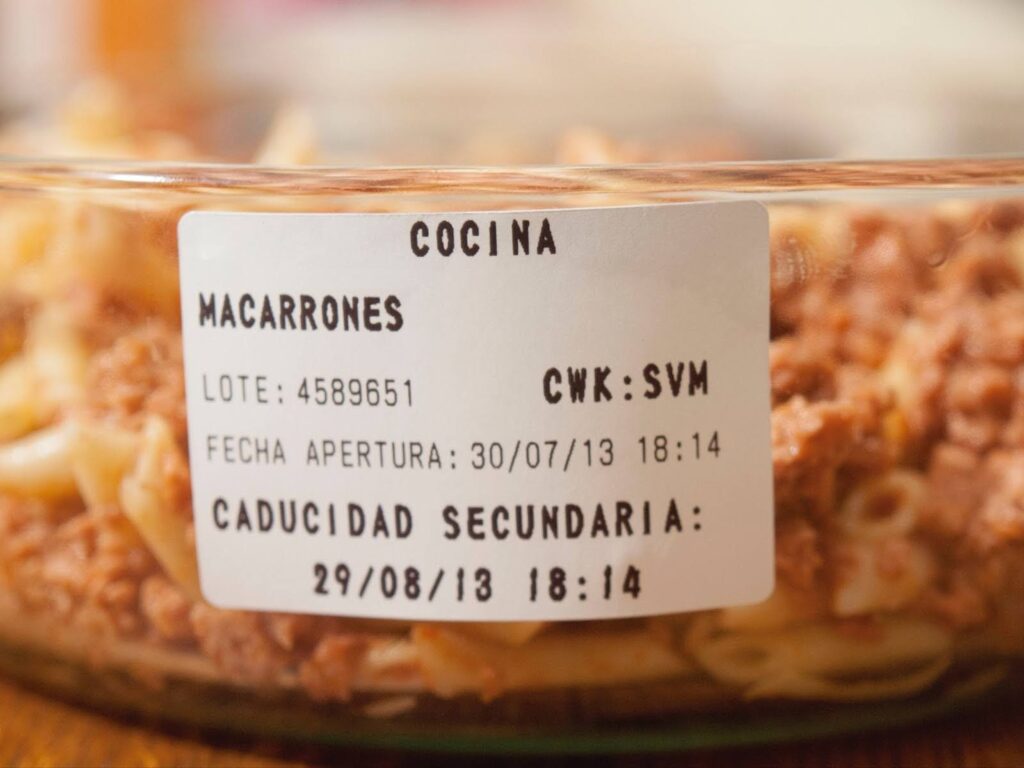 COCINA
MACARRONES
LOTE: 4589651 CWK:SVM
FECHA APERTURA: 30/07/13 18:14
CADUCIDAD SECUNDARIA:
29/08/13 18:14